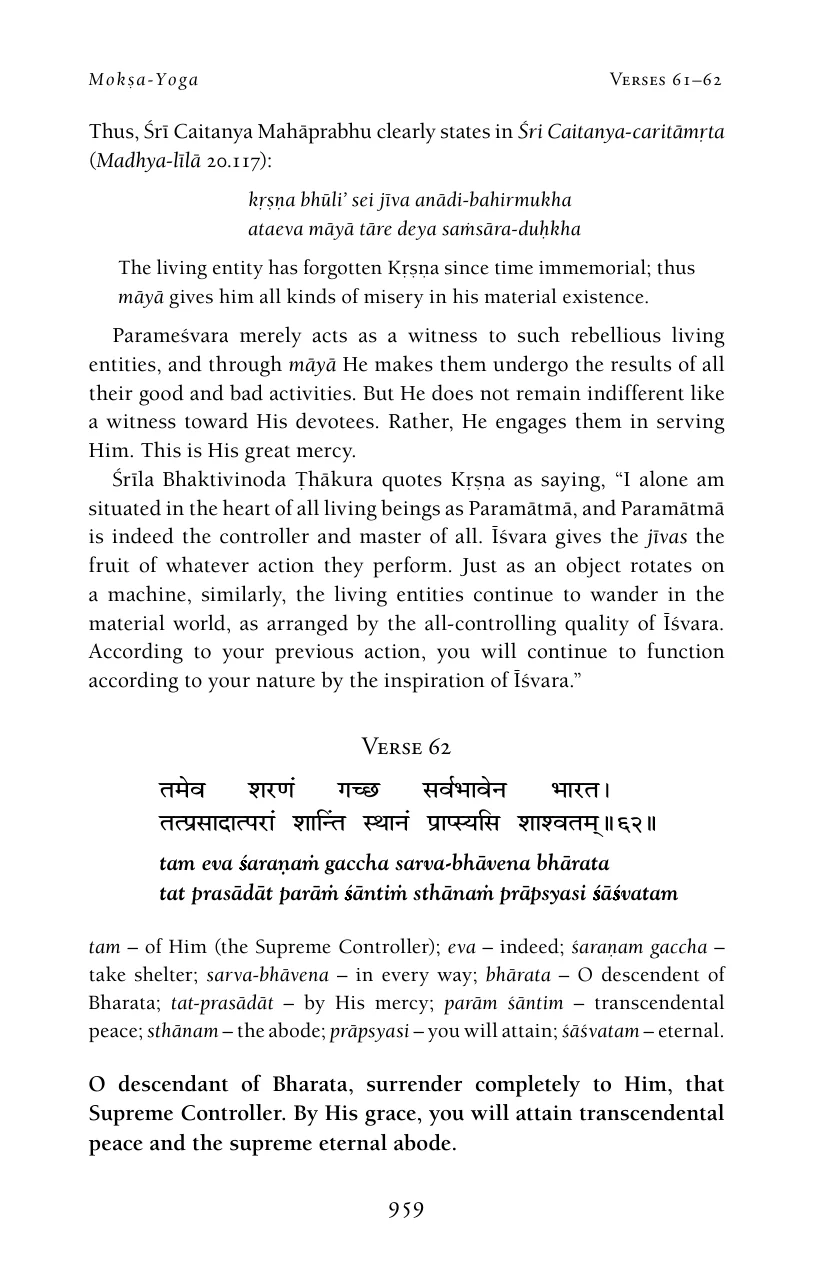 Mokṣa-Yoga Verses 61–62
Thus, Śrī Caitanya Mahāprabhu clearly states in Śri Caitanya-caritāmṛta
(Madhya-līlā 20.117):
kṛṣṇa bhūli’ sei jīva anādi-bahirmukha
ataeva māyā tāre deya saṁsāra-duḥkha
The living entity has forgotten Kṛṣṇa since time immemorial; thus
māyā gives him all kinds of misery in his material existence.
Parameśvara merely acts as a witness to such rebellious living
entities, and through māyā He makes them undergo the results of all
their good and bad activities. But He does not remain indifferent like
a witness toward His devotees. Rather, He engages them in serving
Him. This is His great mercy.
Śrīla Bhaktivinoda Ṭhākura quotes Kṛṣṇa as saying, “I alone am
situated in the heart of all living beings as Paramātmā, and Paramātmā
is indeed the controller and master of all. Īśvara gives the jīvas the
fruit of whatever action they perform. Just as an object rotates on
a machine, similarly, the living entities continue to wander in the
material world, as arranged by the all-controlling quality of Īśvara.
According to your previous action, you will continue to function
according to your nature by the inspiration of Īśvara.”
Verse 62
तमेव शरणं गच्छ सर्वभावेन भारत।
तत्प्रसादात्परां शान्तिं स्थानं प्राप्स्यसि शाश्वतम्॥६२॥
tam eva śaraṇaṁ gaccha sarva-bhāvena bhārata
tat prasādāt parāṁ śāntiṁ sthānaṁ prāpsyasi śāśvatam
tam – of Him (the Supreme Controller); eva – indeed; śaraṇam gaccha –
take shelter; sarva-bhāvena – in every way; bhārata – O descendent of
Bharata; tat-prasādāt – by His mercy; parām śāntim – transcendental
peace; sthānam – the abode; prāpsyasi – you will attain; śāśvatam – eternal.
O descendant of Bharata, surrender completely to Him, that
Supreme Controller. By His grace, you will attain transcendental
peace and the supreme eternal abode.
959